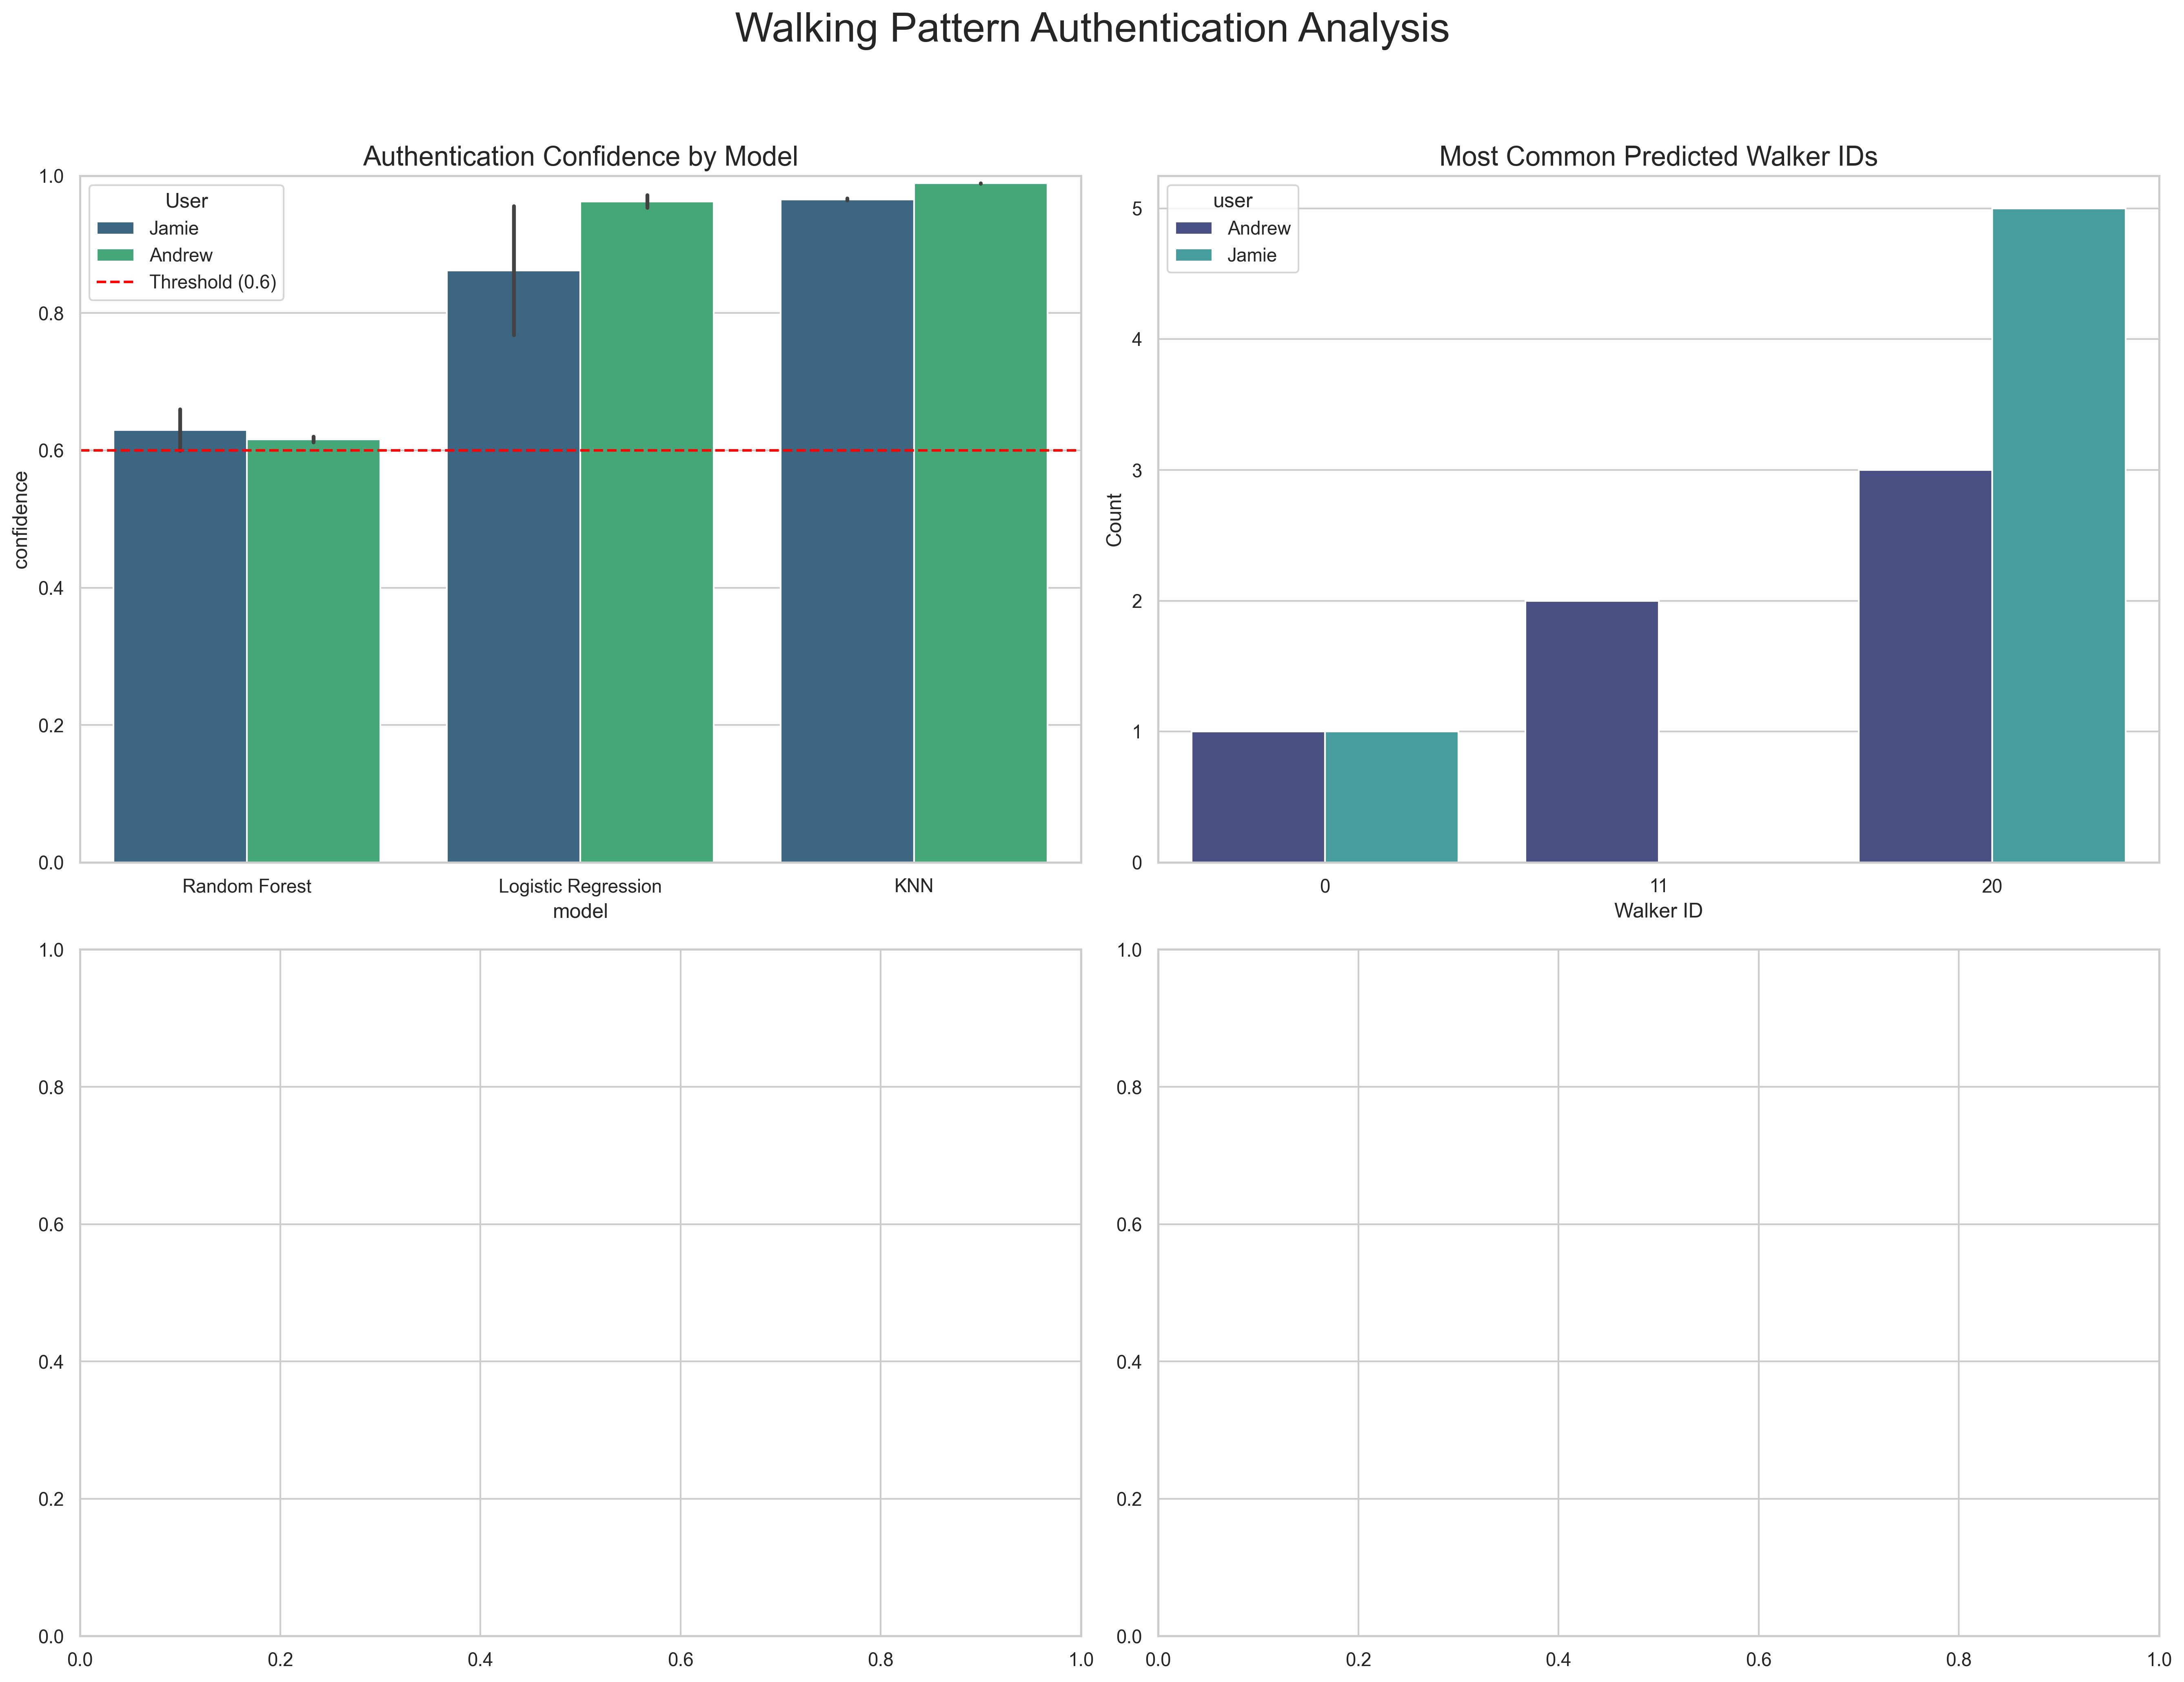 Walking Pattern Authentication Analysis
Authentication Confidence by Model
1.0
0.8
0.6
0.4
0.2
0.0
confidence
User
Jamie
Andrew
Threshold (0.6)
Random Forest
Logistic Regression
KNN
model
Most Common Predicted Walker IDs
5
4
3
2
1
0
Count
user
Andrew
Jamie
0
11
20
Walker ID
1.0
0.8
0.6
0.4
0.2
0.0
0.0
0.2
0.4
0.6
0.8
1.0
1.0
0.8
0.6
0.4
0.2
0.0
0.0
0.2
0.4
0.6
0.8
1.0